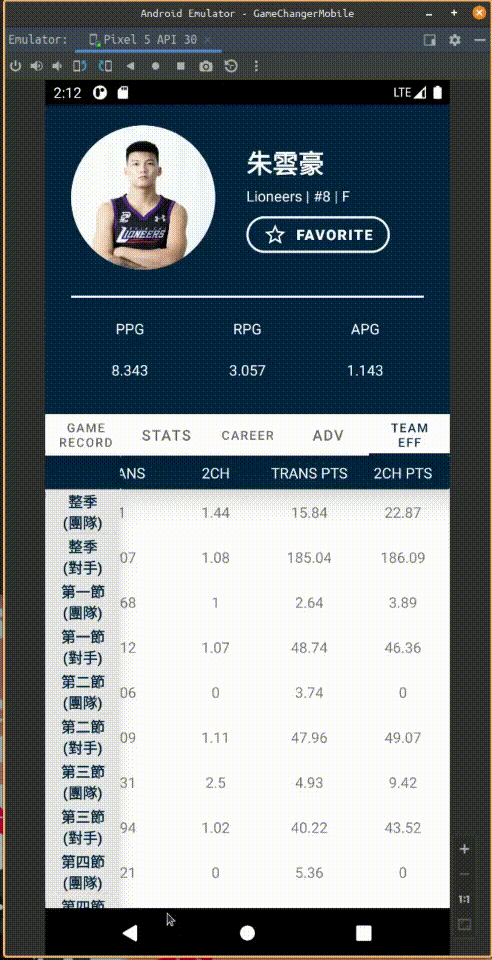 Android Emulator - GameChangerMobile
Emulator: Pixel 5 API 30
2:12 LTE
朱雲豪
Lioneers | #8 | F
FAVORITE
LIONEERS
PPG RPG APG
8.343 3.057 1.143
GAME RECORD STATS CAREER ADV TEAM EFF
ANS 2CH TRANS PTS 2CH PTS
整季 (團隊) 1 1.44 15.84 22.87
整季 (對手) 07 1.08 185.04 186.09
第一節 (團隊) 68 1 2.64 3.89
第一節 (對手) 12 1.07 48.74 46.36
第二節 (團隊) 06 0 3.74 0
第二節 (對手) 09 1.11 47.96 49.07
第三節 (團隊) 31 2.5 4.93 9.42
第三節 (對手) 94 1.02 40.22 43.52
第四節 (團隊) 21 0 5.36 0
第四節
1:1